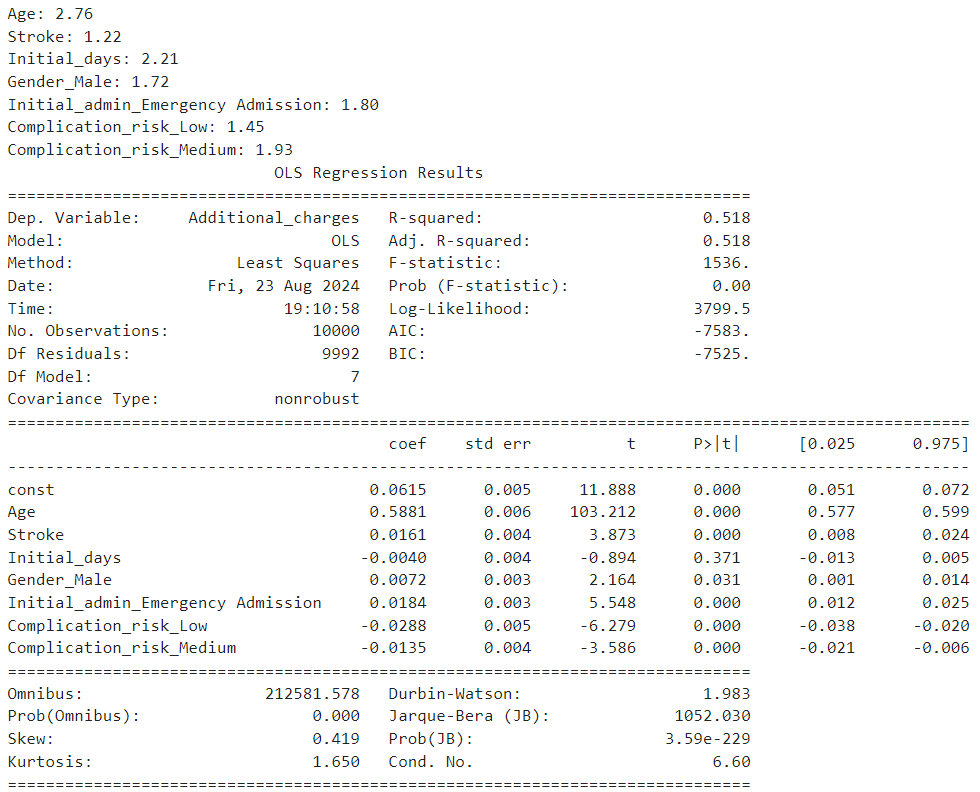 Age: 2.76
Stroke: 1.22
Initial_days: 2.21
Gender_Male: 1.72
Initial_admin_Emergency Admission: 1.80
Complication_risk_Low: 1.45
Complication_risk_Medium: 1.93
                            OLS Regression Results
==============================================================================
Dep. Variable:     Additional_charges   R-squared:                       0.518
Model:                            OLS   Adj. R-squared:                  0.518
Method:                 Least Squares   F-statistic:                     1536.
Date:                Fri, 23 Aug 2024   Prob (F-statistic):               0.00
Time:                        19:10:58   Log-Likelihood:                 3799.5
No. Observations:               10000   AIC:                            -7583.
Df Residuals:                    9992   BIC:                            -7525.
Df Model:                           7
Covariance Type:            nonrobust
=====================================================================================================
                                        coef    std err          t      P>|t|      [0.025      0.975]
-----------------------------------------------------------------------------------------------------
const                                 0.0615      0.005     11.888      0.000       0.051       0.072
Age                                   0.5881      0.006    103.212      0.000       0.577       0.599
Stroke                                0.0161      0.004      3.873      0.000       0.008       0.024
Initial_days                         -0.0040      0.004     -0.894      0.371      -0.013       0.005
Gender_Male                           0.0072      0.003      2.164      0.031       0.001       0.014
Initial_admin_Emergency Admission     0.0184      0.003      5.548      0.000       0.012       0.025
Complication_risk_Low                -0.0288      0.005     -6.279      0.000      -0.038      -0.020
Complication_risk_Medium             -0.0135      0.004     -3.586      0.000      -0.021      -0.006
==============================================================================
Omnibus:                   212581.578   Durbin-Watson:                   1.983
Prob(Omnibus):                  0.000   Jarque-Bera (JB):             1052.030
Skew:                           0.419   Prob(JB):                    3.59e-229
Kurtosis:                       1.650   Cond. No.                         6.60
==============================================================================